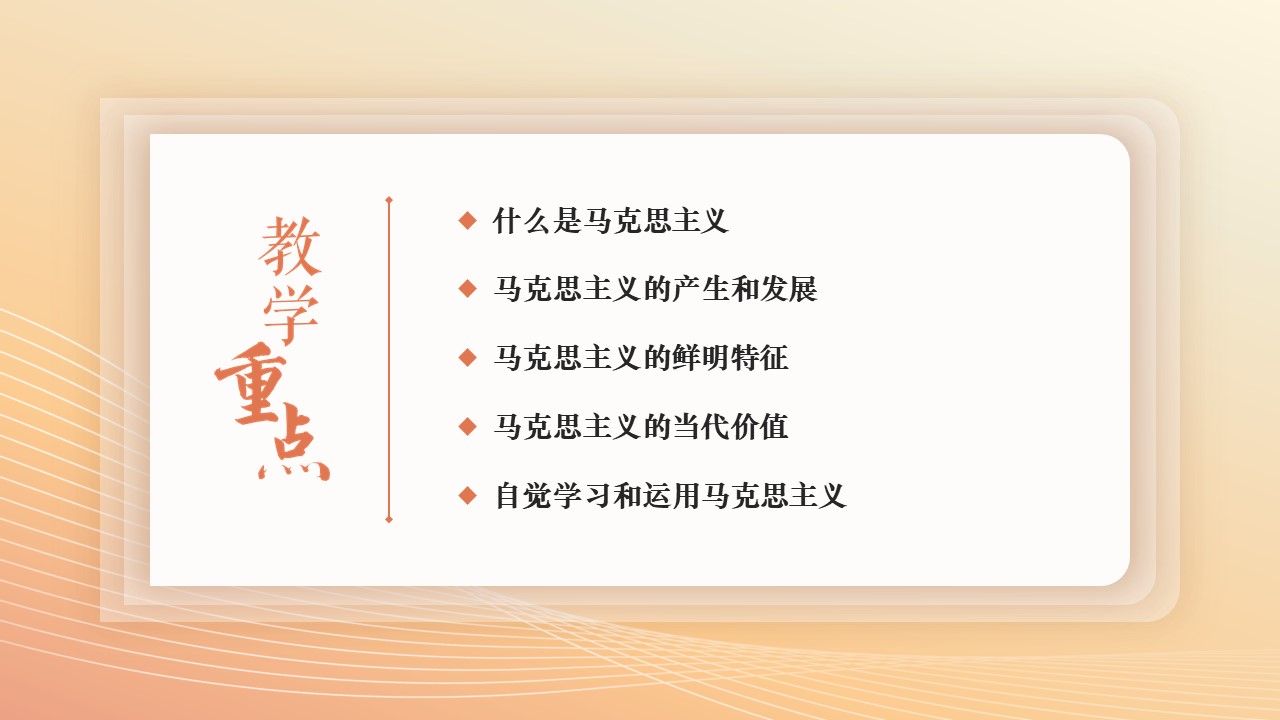 教学重点
什么是马克思主义
马克思主义的产生和发展
马克思主义的鲜明特征
马克思主义的当代价值
自觉学习和运用马克思主义